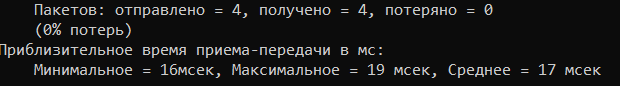 Пакетов: отправлено = 4, получено = 4, потеряно = 0
(0% потерь)
Приблизительное время приема-передачи в мс:
Минимальное = 16мсек, Максимальное = 19 мсек, Среднее = 17 мсек